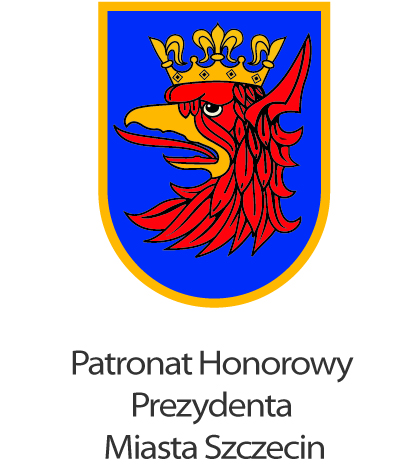 Patronat Honorowy
Prezydenta
Miasta Szczecin